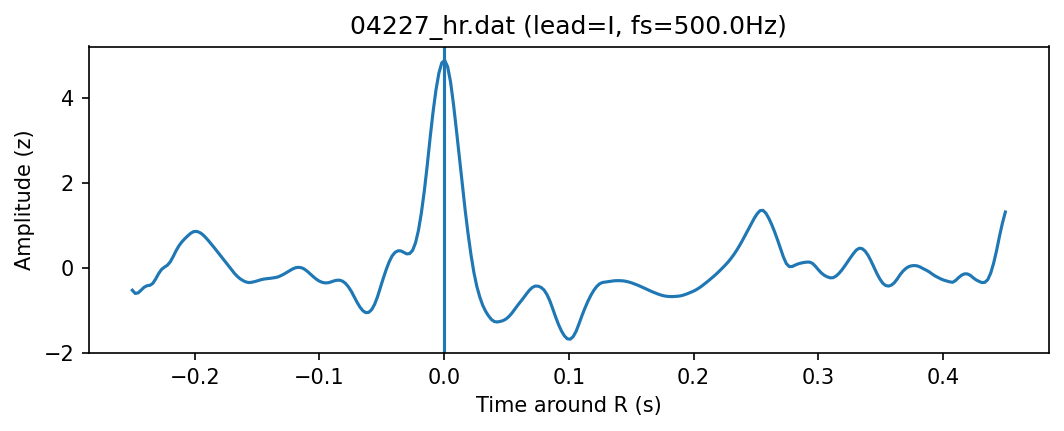 04227_hr.dat (lead=I, fs=500.0Hz)
Amplitude (z)
4
2
0
−2
−0.2 −0.1 0.0 0.1 0.2 0.3 0.4
Time around R (s)